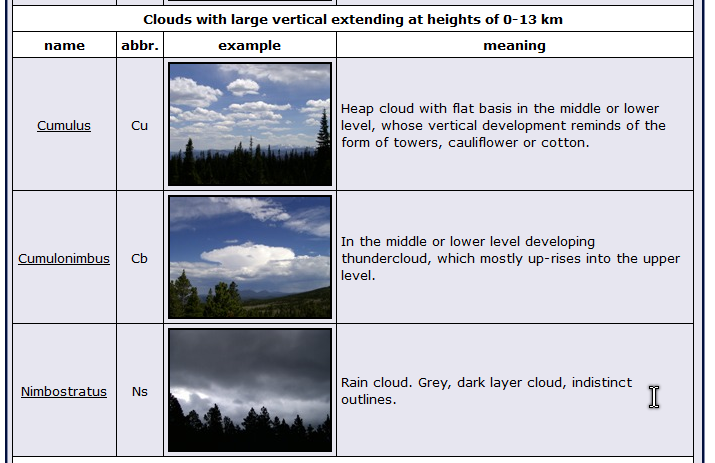 Clouds with large vertical extending at heights of 0-13 km
name abbr. example meaning
Cumulus Cu
Heap cloud with flat basis in the middle or lower
level, whose vertical development reminds of the
form of towers, cauliflower or cotton.
Cumulonimbus Cb
In the middle or lower level developing
thundercloud, which mostly up-rises into the upper
level.
Nimbostratus Ns
Rain cloud. Grey, dark layer cloud, indistinct
outlines.